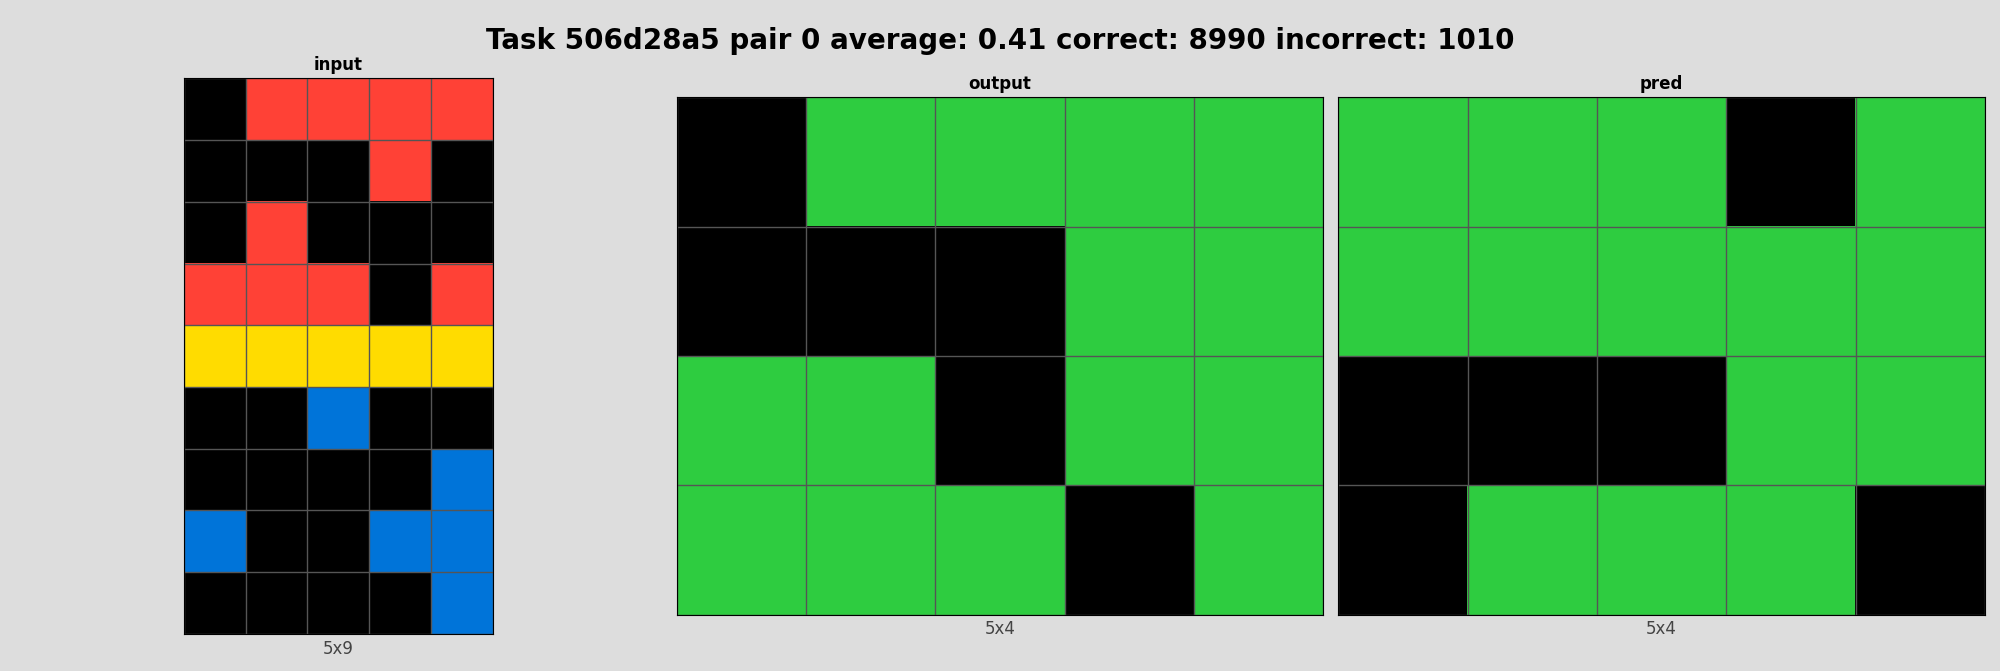 Task 506d28a5 pair 0 average: 0.41 correct: 8990 incorrect: 1010
input
output
pred
5x9
5x4
5x4